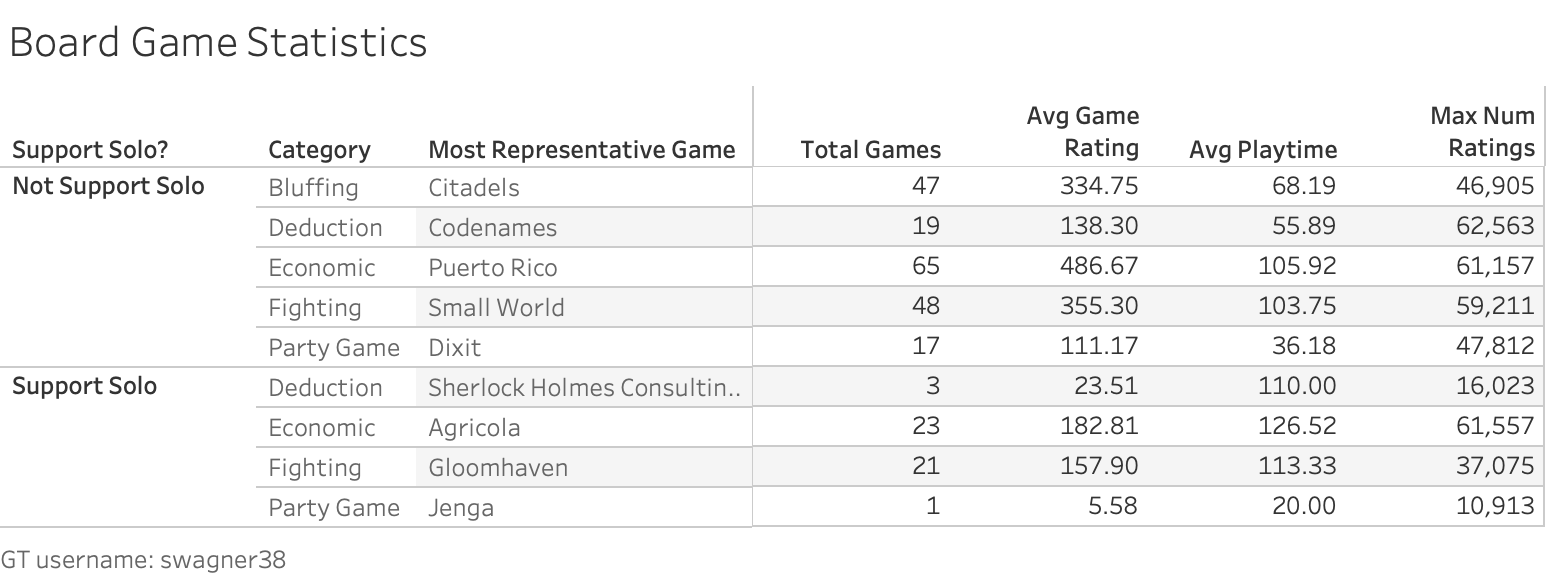 Board Game Statistics
Support Solo? Category Most Representative Game Total Games Avg Game Rating Avg Playtime Max Num Ratings
Not Support Solo Bluffing Citadels 47 334.75 68.19 46,905
Deduction Codenames 19 138.30 55.89 62,563
Economic Puerto Rico 65 486.67 105.92 61,157
Fighting Small World 48 355.30 103.75 59,211
Party Game Dixit 17 111.17 36.18 47,812
Support Solo Deduction Sherlock Holmes Consultin.. 3 23.51 110.00 16,023
Economic Agricola 23 182.81 126.52 61,557
Fighting Gloomhaven 21 157.90 113.33 37,075
Party Game Jenga 1 5.58 20.00 10,913
GT username: swagner38